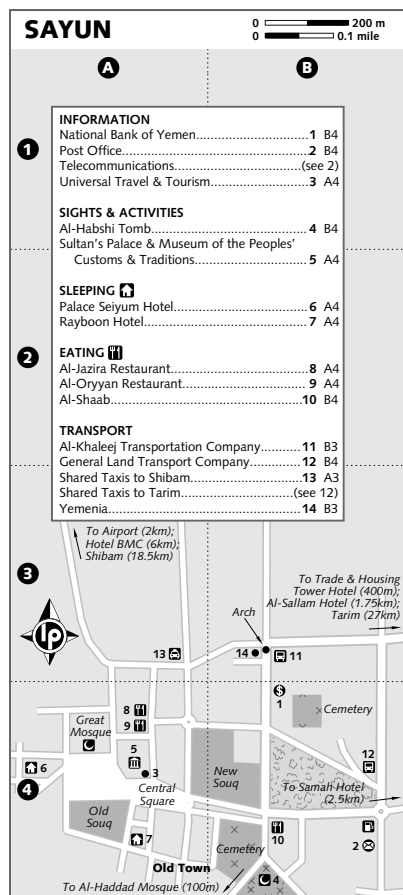 SAYUN
0 200 m
0 0.1 mile
A
B
1
INFORMATION
National Bank of Yemen..............................1 B4
Post Office.....................................................2 B4
Telecommunications...............................(see 2)
Universal Travel & Tourism.........................3 A4
SIGHTS & ACTIVITIES
Al-Habshi Tomb............................................4 B4
Sultan's Palace & Museum of the Peoples'
Customs & Traditions................................5 A4
SLEEPING
Palace Seiyum Hotel....................................6 A4
Rayboon Hotel..............................................7 A4
2
EATING
Al-Jazira Restaurant.....................................8 A4
Al-Oryyan Restaurant..................................9 A4
Al-Shaab.....................................................10 B4
TRANSPORT
Al-Khaleej Transportation Company........11 B3
General Land Transport Company...........12 B4
Shared Taxis to Shibam.............................13 A3
Shared Taxis to Tarim............................(see 12)
Yemenia......................................................14 B3
To Airport (2km);
Hotel BMC (6km);
Shibam (18.5km)
3
To Trade & Housing
Tower Hotel (400m);
Al-Sallam Hotel (1.75km);
Tarim (27km)
Arch
lp
13
14
11
1
Cemetery
8
9
Great
Mosque
5
3
6
12
New
Souq
Central
Square
4
To Samah Hotel
(2.5km)
Old
Souq
7
10
2
Cemetery
Old Town
4
To Al-Haddad Mosque (100m)